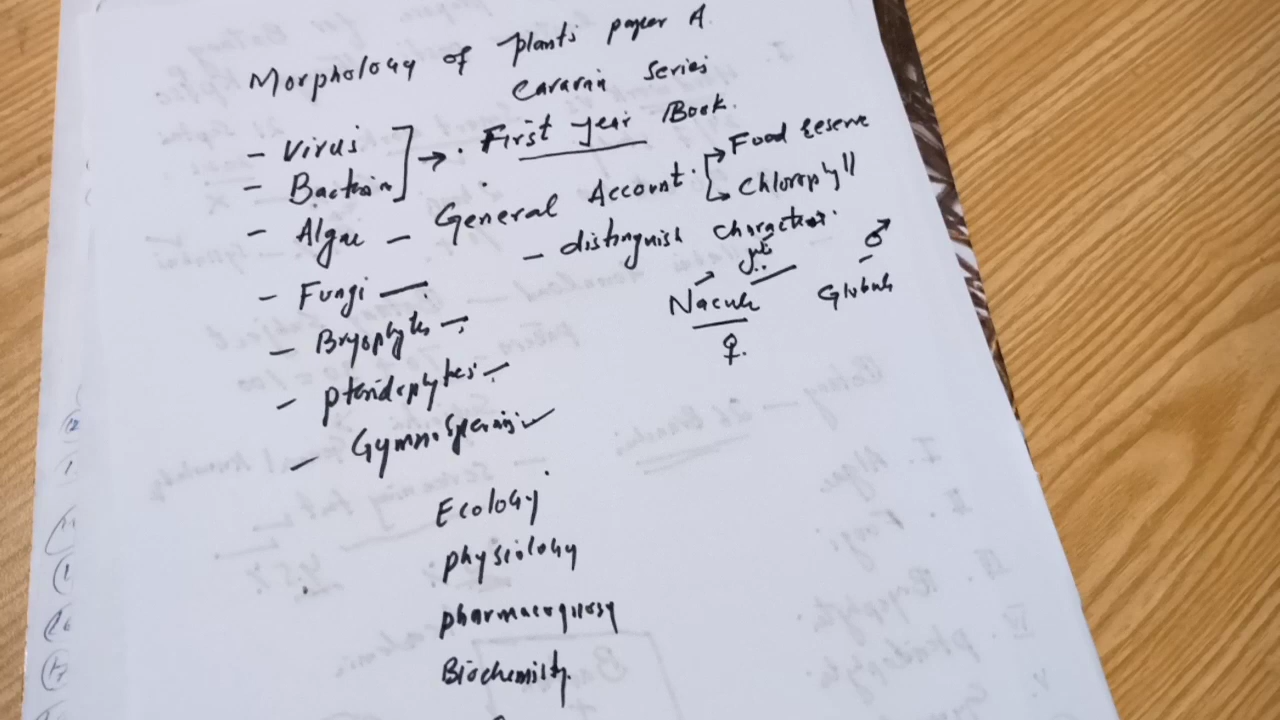 Morphology of plants paper A.
Caravan series
- Virus
- Bacteria
→ . First year Book.
- Algae - General Account. → Food reserve
→ Chlorophyll
- distinguish character.
- Fungi -
- Bryophytes -
- pteridophytes -
- Gymnosperms ✓
→
Nacule
♀.
♂
Globule
Ecology
physiology
pharmacognosy
Biochemistry.